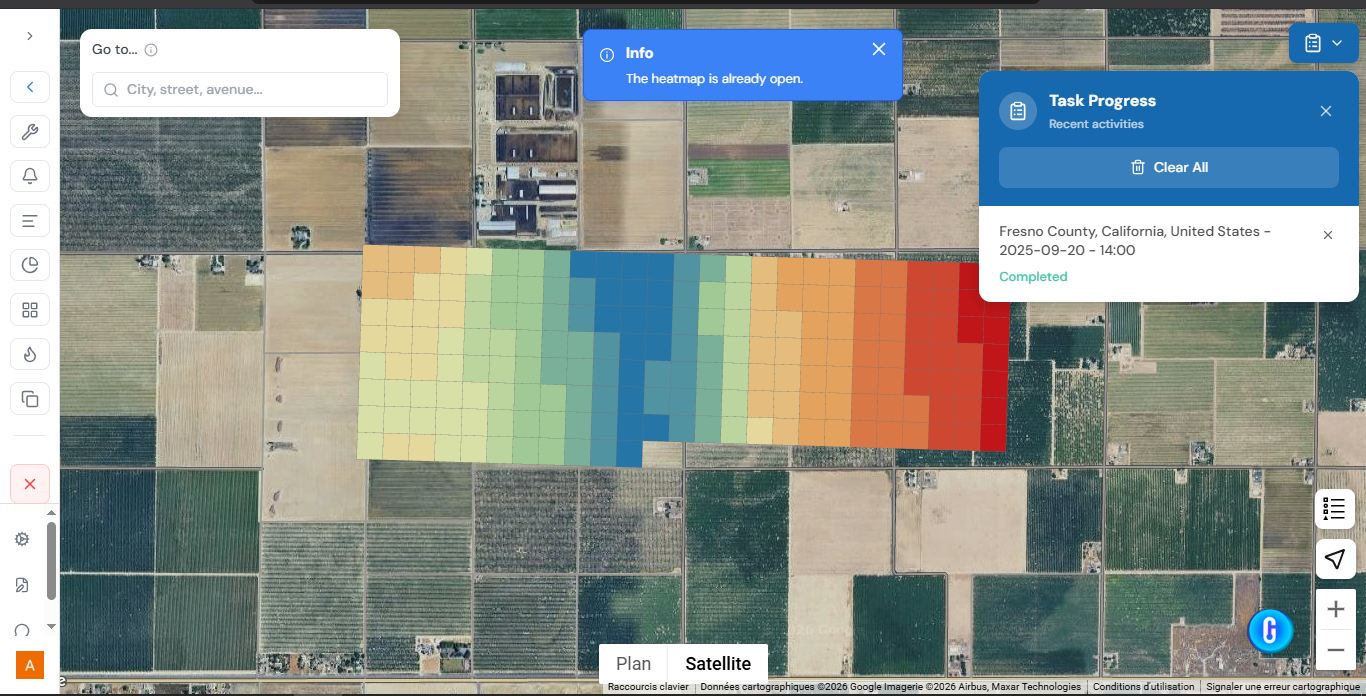 Go to...
City, street, avenue...
Info
The heatmap is already open.
Task Progress
Recent activities
Clear All
Fresno County, California, United States -
2025-09-20 - 14:00
Completed
A
G
Plan
Satellite
Raccourcis clavier
Données cartographiques ©2026 Google Imagerie ©2026 Airbus, Maxar Technologies
Conditions d'utilisation
Signaler une erreur cartographique